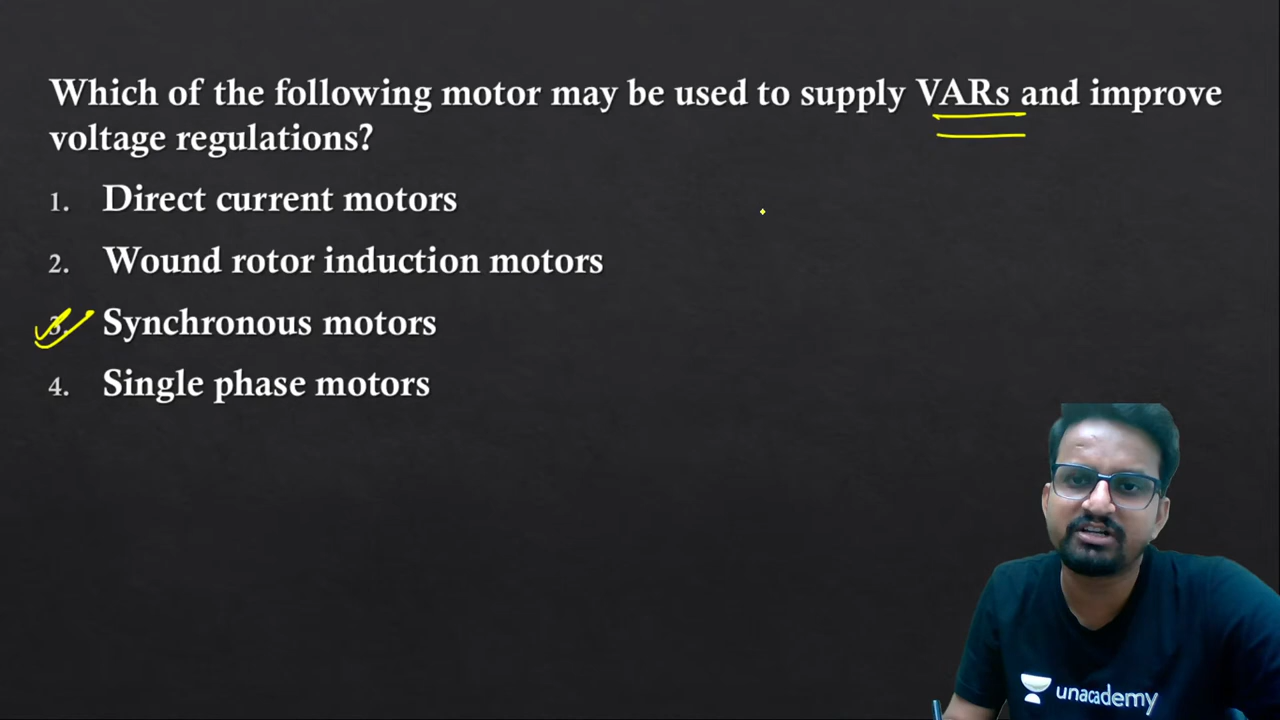 Which of the following motor may be used to supply VARs and improve
voltage regulations?
1. Direct current motors
2. Wound rotor induction motors
3. Synchronous motors
4. Single phase motors
unacademy